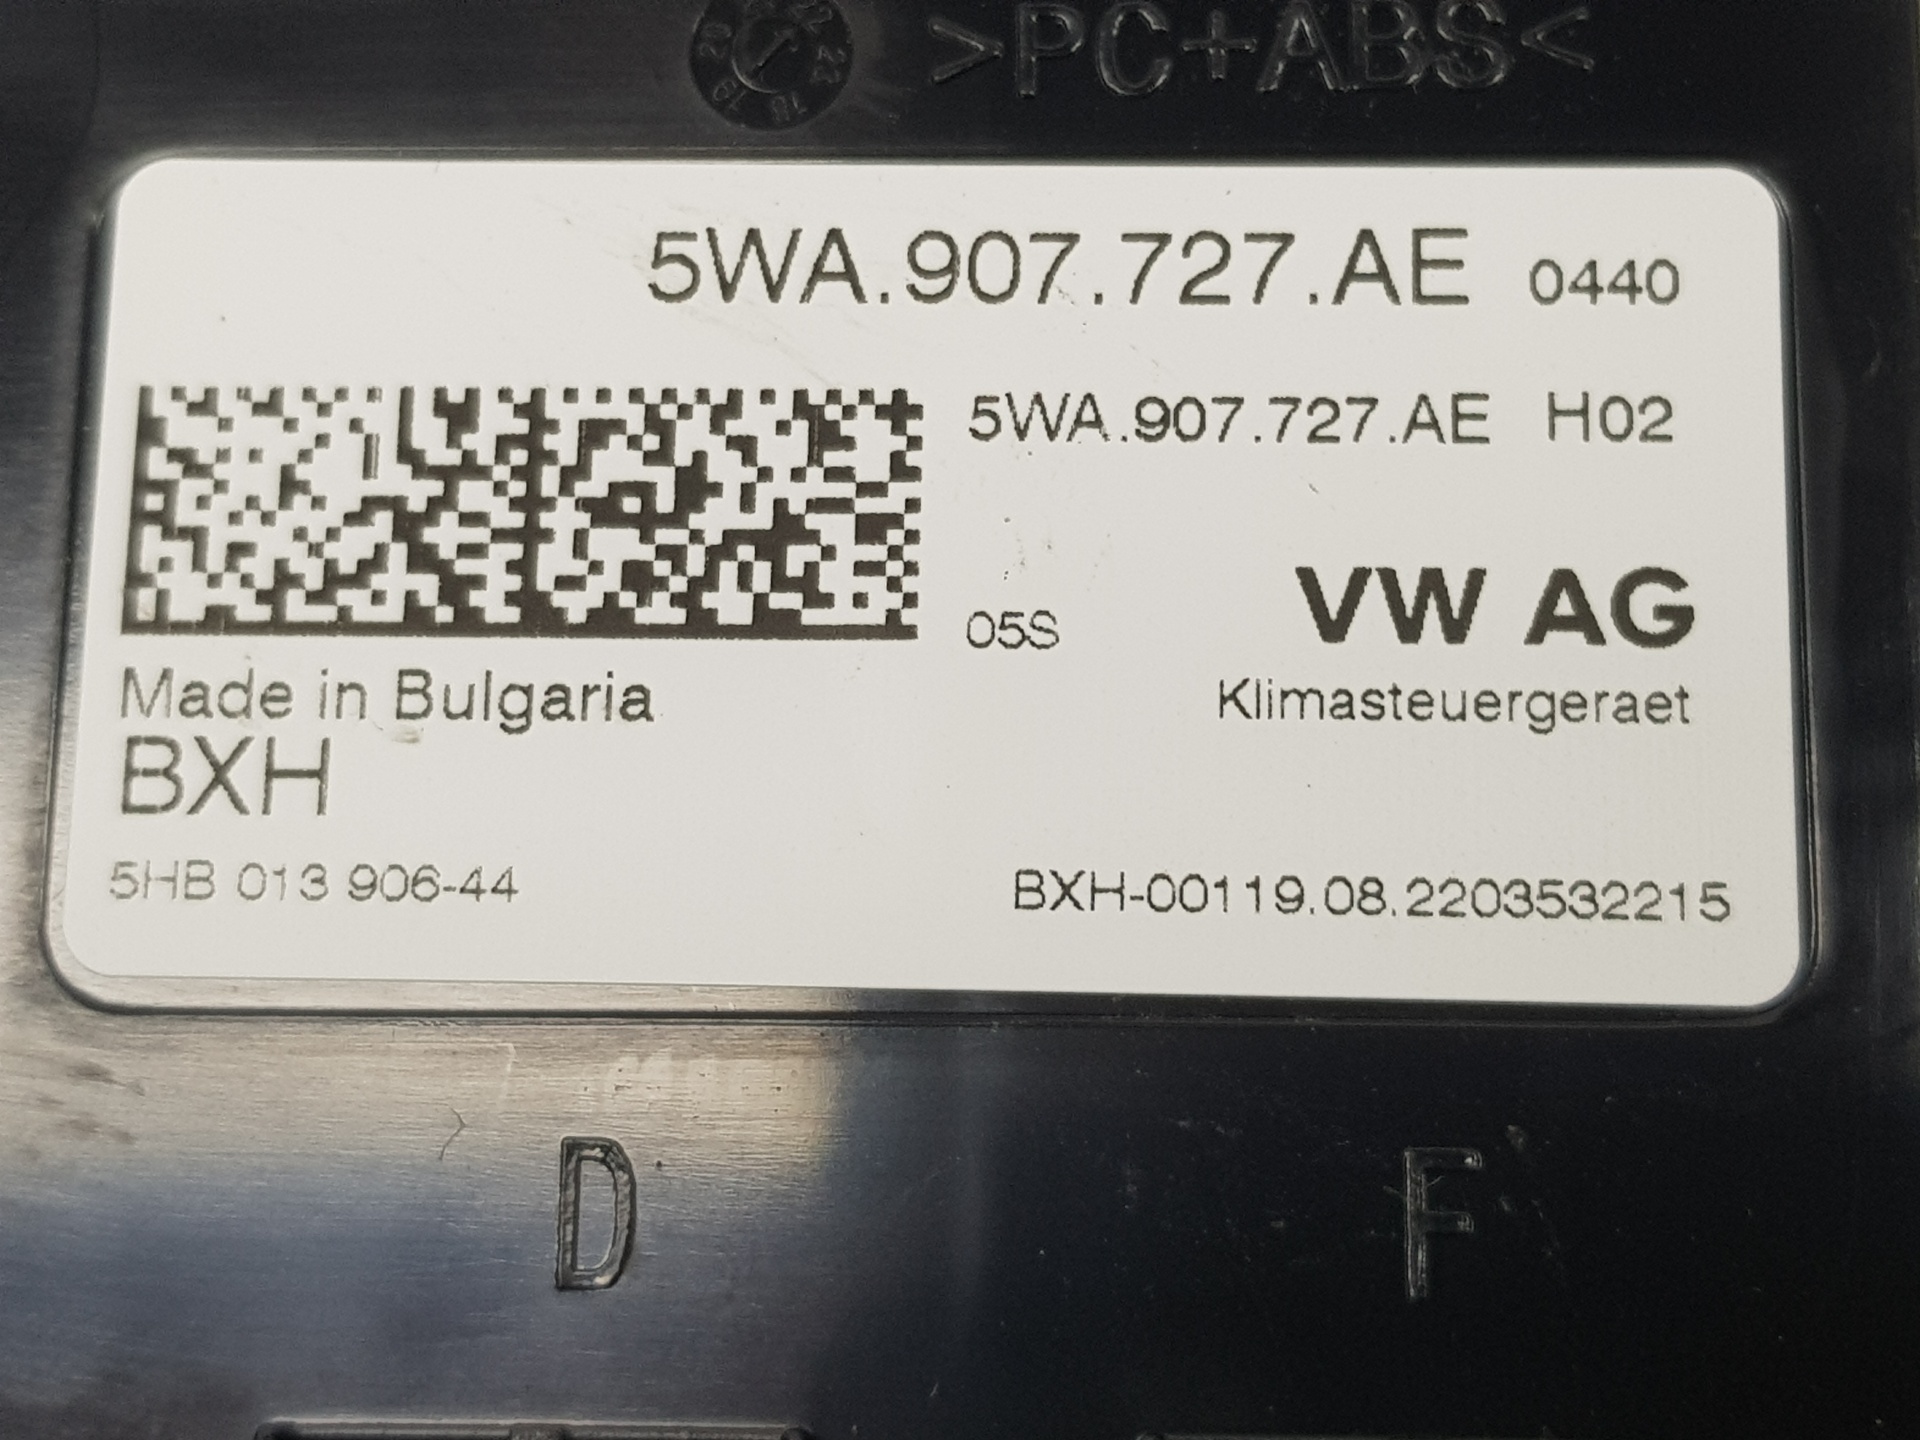 >PC+ABS<
5WA.907.727.AE 0440
5WA.907.727.AE H02
05S
VW AG
Klimasteuergeraet
Made in Bulgaria
BXH
5HB 013 906-44
BXH-00119.08.2203532215
D
F